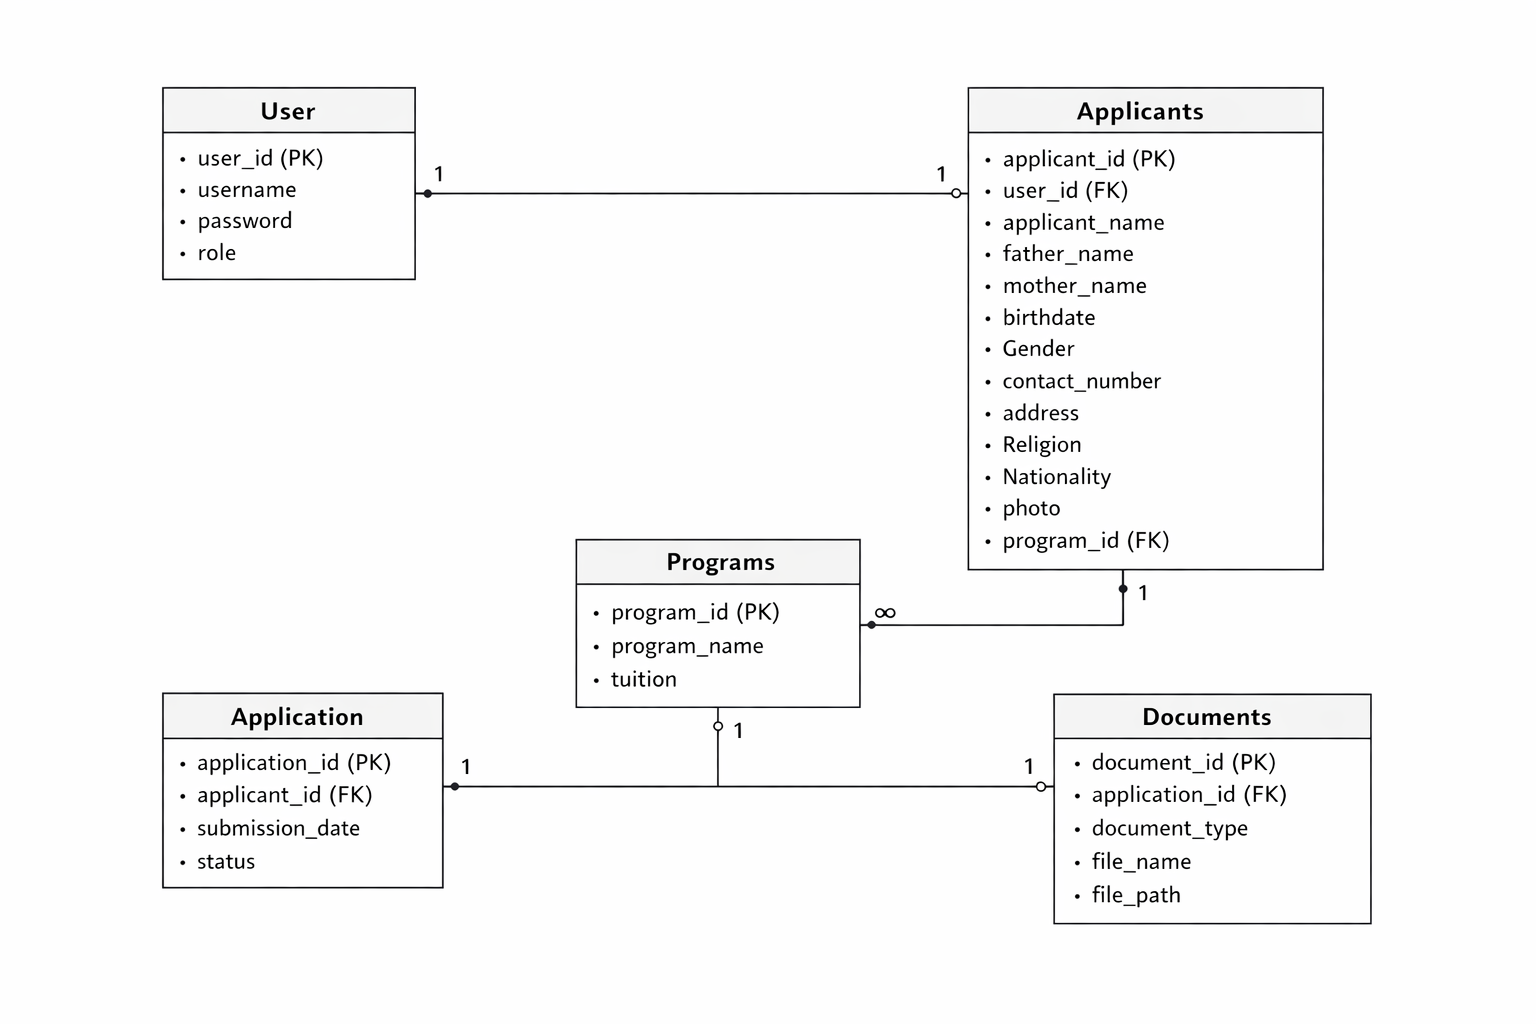 User
• user_id (PK)
• username
• password
• role
1
1
Applicants
• applicant_id (PK)
• user_id (FK)
• applicant_name
• father_name
• mother_name
• birthdate
• Gender
• contact_number
• address
• Religion
• Nationality
• photo
• program_id (FK)
1
∞
Programs
• program_id (PK)
• program_name
• tuition
1
Application
• application_id (PK)
• applicant_id (FK)
• submission_date
• status
1
1
Documents
• document_id (PK)
• application_id (FK)
• document_type
• file_name
• file_path